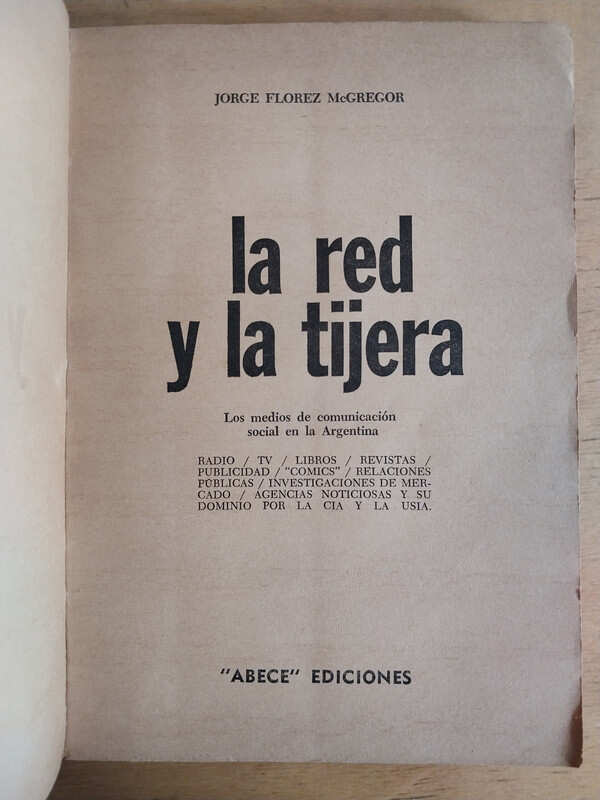 JORGE FLOREZ McGREGOR
la red
y la tijera
Los medios de comunicación
social en la Argentina
RADIO / TV / LIBROS / REVISTAS /
PUBLICIDAD / "COMICS" / RELACIONES
PÚBLICAS / INVESTIGACIONES DE MER-
CADO / AGENCIAS NOTICIOSAS Y SU
DOMINIO POR LA CIA Y LA USIA.
"ABECE" EDICIONES